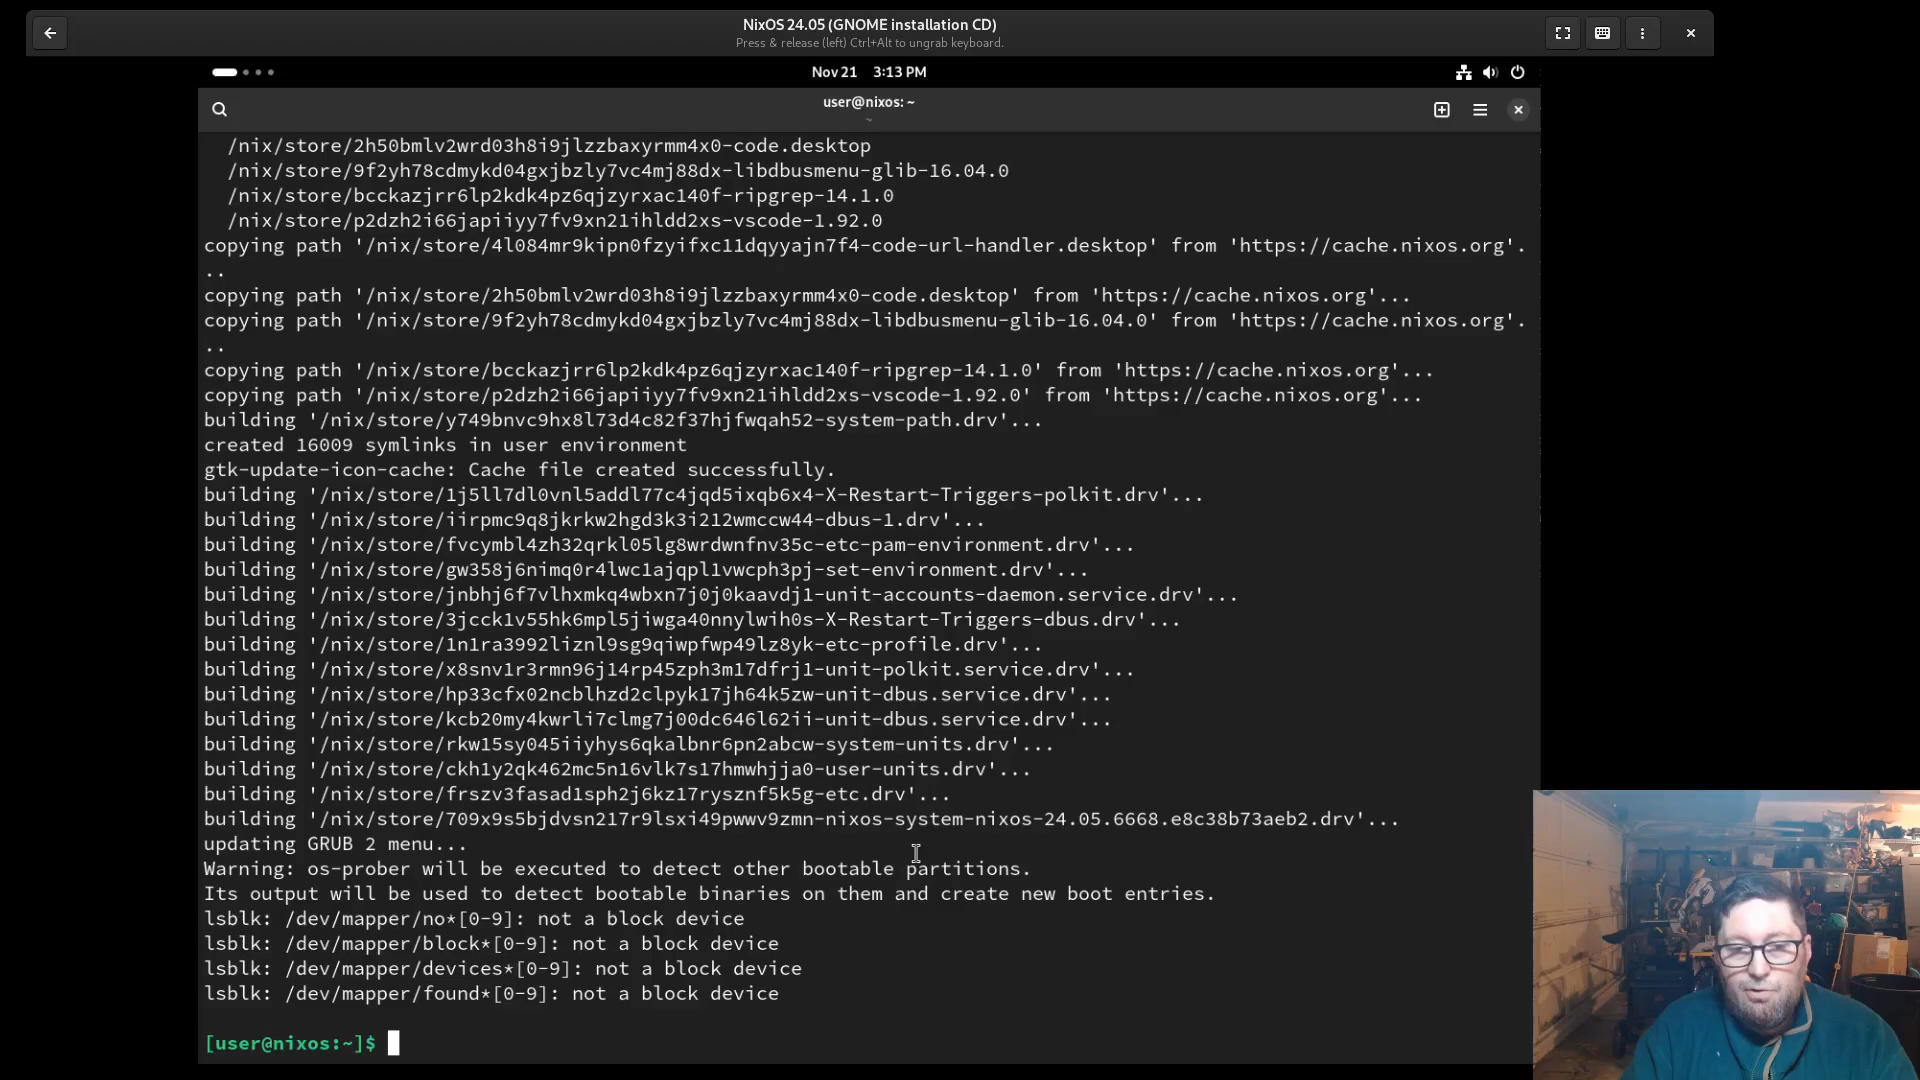 NixOS 24.05 (GNOME installation CD)
Press & release (left) Ctrl+Alt to ungrab keyboard.
Nov 21 3:13 PM
user@nixos: ~
~
/nix/store/2h50bmlv2wrd03h8i9jlzzbaxyrmm4x0-code.desktop
/nix/store/9f2yh78cdmykd04gxjbzly7vc4mj88dx-libdbusmenu-glib-16.04.0
/nix/store/bcckazjrr6lp2kdk4pz6qjzyrxac140f-ripgrep-14.1.0
/nix/store/p2dzh2i66japiiyy7fv9xn21ihldd2xs-vscode-1.92.0
copying path '/nix/store/4l084mr9kipn0fzyifxc11dqyyajn7f4-code-url-handler.desktop' from 'https://cache.nixos.org'.
..
copying path '/nix/store/2h50bmlv2wrd03h8i9jlzzbaxyrmm4x0-code.desktop' from 'https://cache.nixos.org'...
copying path '/nix/store/9f2yh78cdmykd04gxjbzly7vc4mj88dx-libdbusmenu-glib-16.04.0' from 'https://cache.nixos.org'.
..
copying path '/nix/store/bcckazjrr6lp2kdk4pz6qjzyrxac140f-ripgrep-14.1.0' from 'https://cache.nixos.org'...
copying path '/nix/store/p2dzh2i66japiiyy7fv9xn21ihldd2xs-vscode-1.92.0' from 'https://cache.nixos.org'...
building '/nix/store/y749bnvc9hx8l73d4c82f37hjfwqah52-system-path.drv'...
created 16009 symlinks in user environment
gtk-update-icon-cache: Cache file created successfully.
building '/nix/store/1j5ll7dl0vnl5addl77c4jqd5ixqb6x4-X-Restart-Triggers-polkit.drv'...
building '/nix/store/iirpmc9q8jkrkw2hgd3k3i212wmccw44-dbus-1.drv'...
building '/nix/store/fvcymbl4zh32qrkl05lg8wrdwnfnv35c-etc-pam-environment.drv'...
building '/nix/store/gw358j6nimq0r4lwc1ajqpl1vwcph3pj-set-environment.drv'...
building '/nix/store/jnbhj6f7vlhxmkq4wbxn7j0j0kaavdj1-unit-accounts-daemon.service.drv'...
building '/nix/store/3jcck1v55hk6mpl5jiwga40nnylwih0s-X-Restart-Triggers-dbus.drv'...
building '/nix/store/1n1ra3992liznl9sg9qiwpfwp49lz8yk-etc-profile.drv'...
building '/nix/store/x8snv1r3rmn96j14rp45zph3m17dfrj1-unit-polkit.service.drv'...
building '/nix/store/hp33cfx02ncblhzd2clpyk17jh64k5zw-unit-dbus.service.drv'...
building '/nix/store/kcb20my4kwrli7clmg7j00dc646l62ii-unit-dbus.service.drv'...
building '/nix/store/rkw15sy045iiyhys6qkalbnr6pn2abcw-system-units.drv'...
building '/nix/store/ckh1y2qk462mc5n16vlk7s17hmwhjja0-user-units.drv'...
building '/nix/store/frszv3fasad1sph2j6kz17rysznf5k5g-etc.drv'...
building '/nix/store/709x9s5bjdvsn217r9lsxi49pwwv9zmn-nixos-system-nixos-24.05.6668.e8c38b73aeb2.drv'...
updating GRUB 2 menu...
Warning: os-prober will be executed to detect other bootable partitions.
Its output will be used to detect bootable binaries on them and create new boot entries.
lsblk: /dev/mapper/no*[0-9]: not a block device
lsblk: /dev/mapper/block*[0-9]: not a block device
lsblk: /dev/mapper/devices*[0-9]: not a block device
lsblk: /dev/mapper/found*[0-9]: not a block device
[user@nixos:~]$